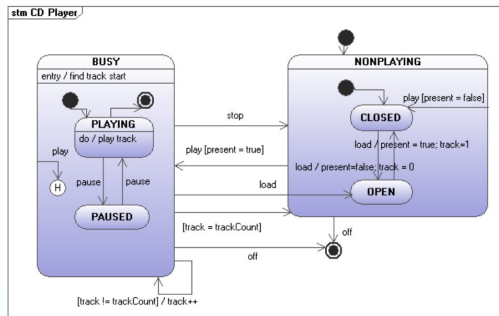 stm CD Player
BUSY
entry / find track start
PLAYING
do / play track
play
H
pause
pause
PAUSED
stop
play [present = true]
load
[track = trackCount]
off
[track != trackCount] / track++
NONPLAYING
play [present = false]
CLOSED
load / present = true; track=1
load / present=false; track = 0
OPEN
off